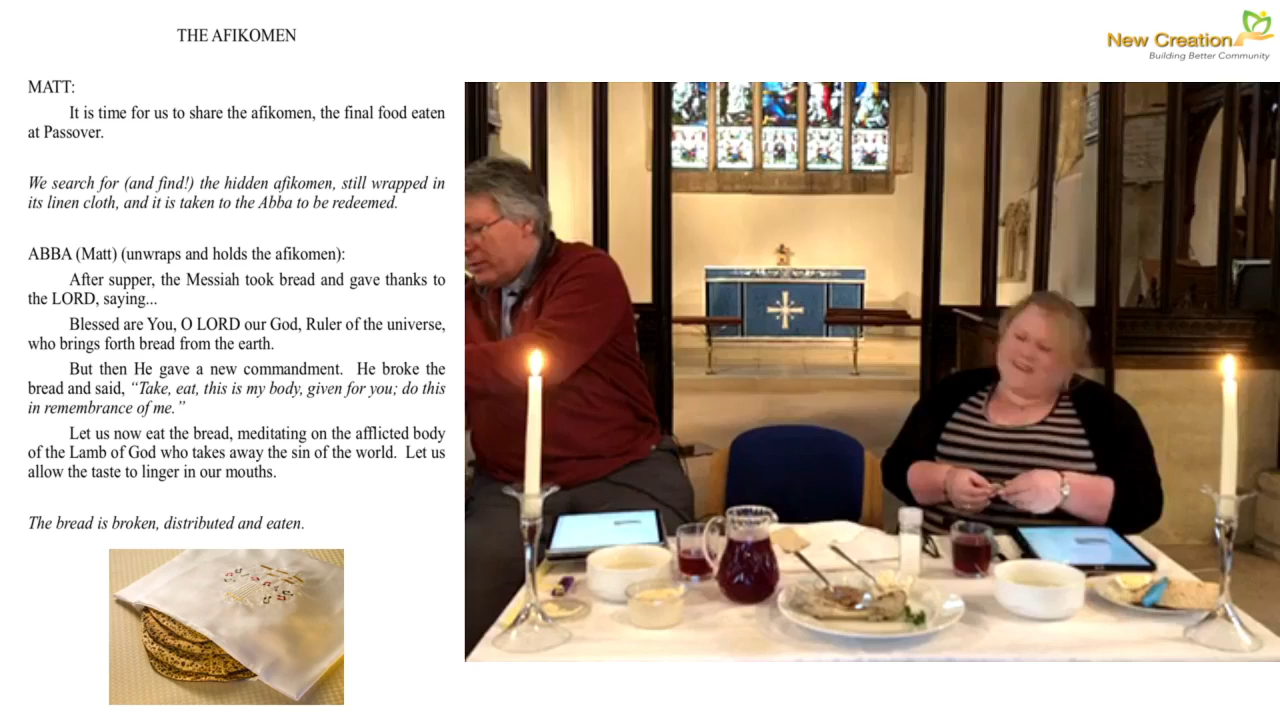 THE AFIKOMEN
New Creation
Building Better Community
MATT:
It is time for us to share the afikomen, the final food eaten
at Passover.
We search for (and find!) the hidden afikomen, still wrapped in
its linen cloth, and it is taken to the Abba to be redeemed.
ABBA (Matt) (unwraps and holds the afikomen):
After supper, the Messiah took bread and gave thanks to
the LORD, saying...
Blessed are You, O LORD our God, Ruler of the universe,
who brings forth bread from the earth.
But then He gave a new commandment. He broke the
bread and said, “Take, eat, this is my body, given for you; do this
in remembrance of me.”
Let us now eat the bread, meditating on the afflicted body
of the Lamb of God who takes away the sin of the world. Let us
allow the taste to linger in our mouths.
The bread is broken, distributed and eaten.